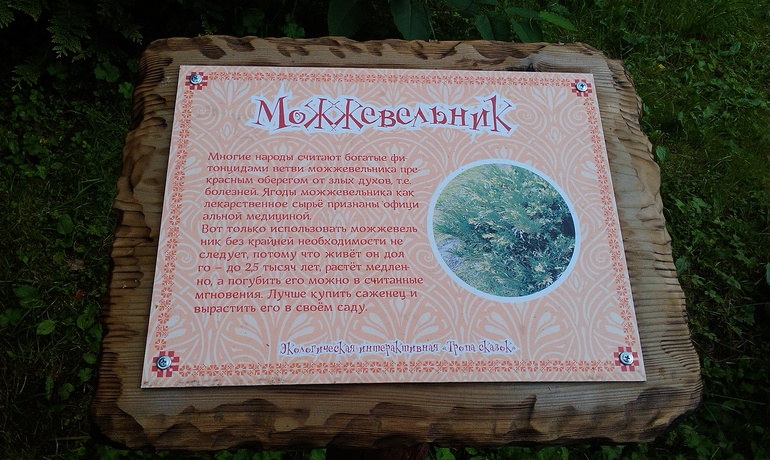 Можжевельник
Многие народы считают богатые фи
тонцидами ветви можжевельника пре-
красным оберегом от злых духов, т.е.
болезней. Ягоды можжевельника как
лекарственное сырьё признаны офици
альной медициной.
Вот только использовать можжевель
ник без крайней необходимости не
следует, потому что живёт он дол
го – до 2,5 тысяч лет, растёт медлен-
но, а погубить его можно в считанные
мгновения. Лучше купить саженец и
вырастить его в своём саду.
Экологическая интерактивная «Тропа сказок»